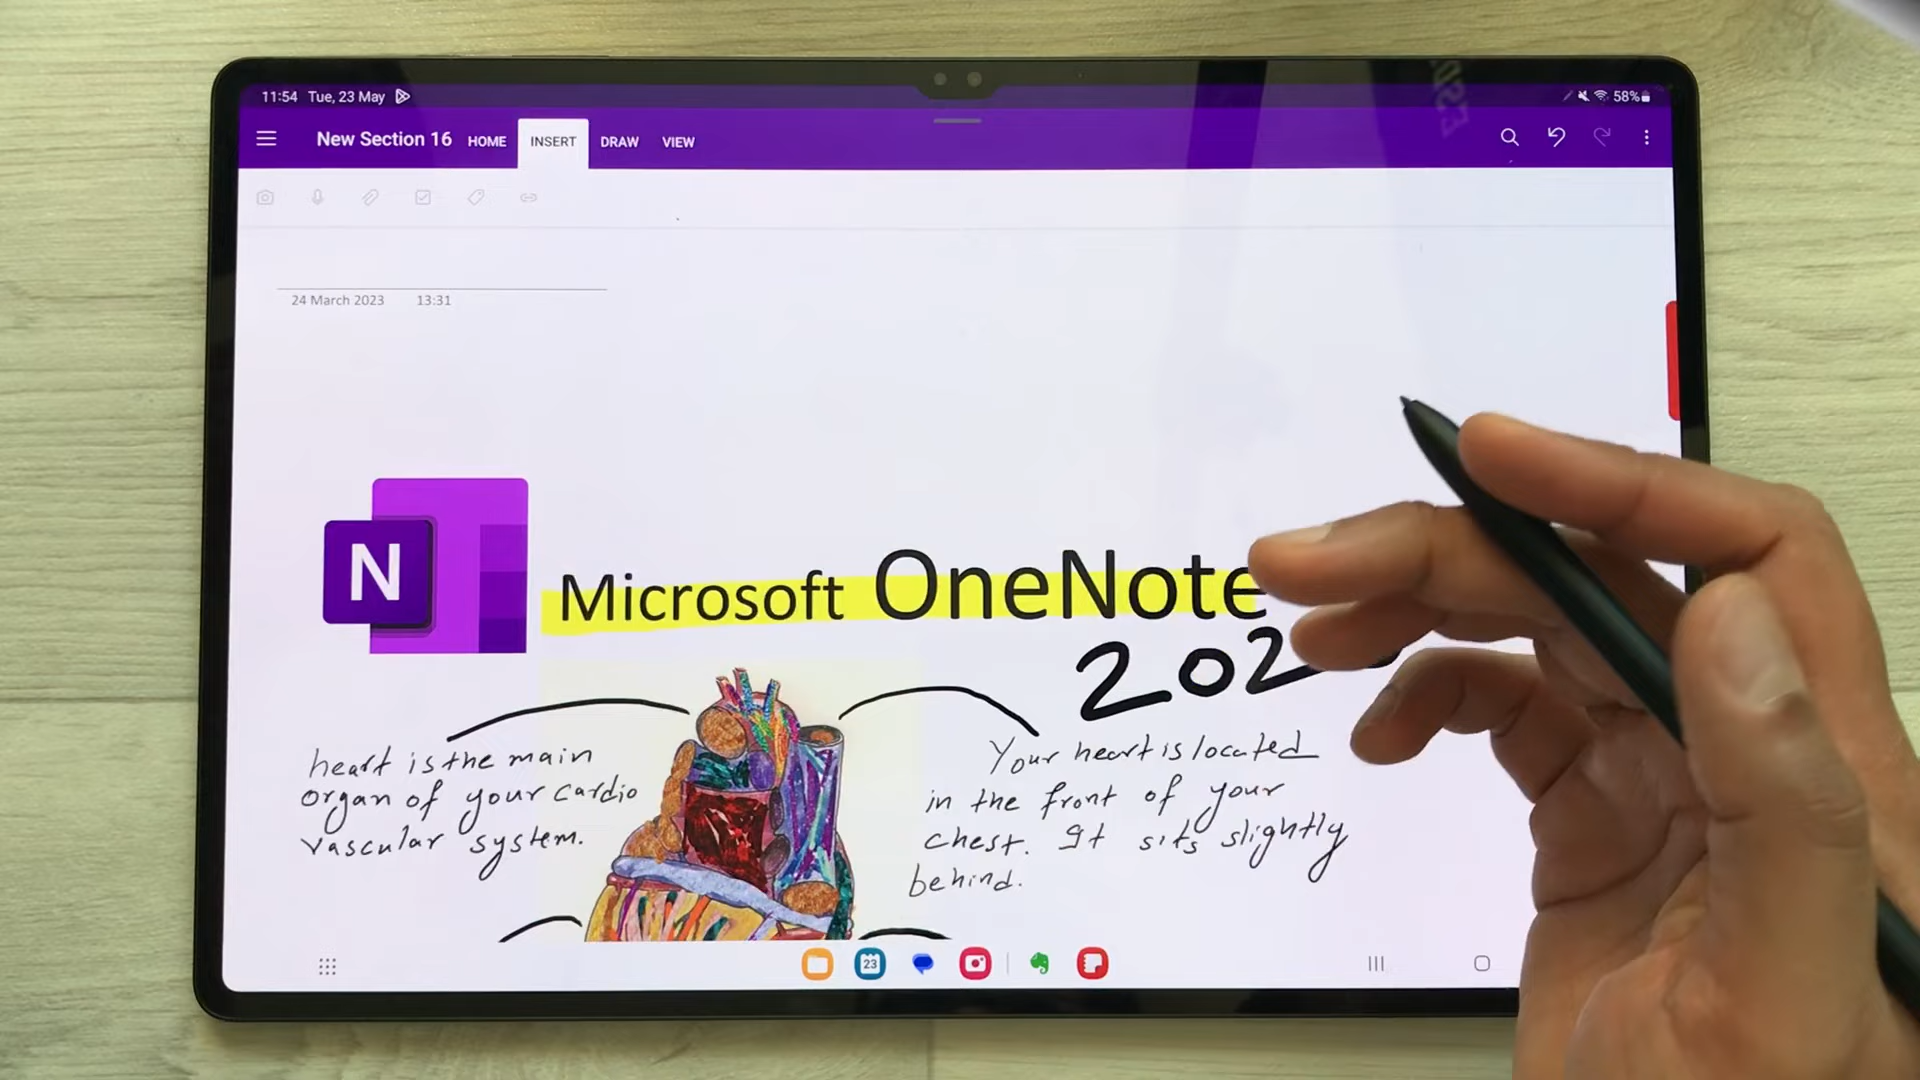 11:54 Tue, 23 May 58%
New Section 16 HOME INSERT DRAW VIEW
24 March 2023 13:31
N
Microsoft OneNote
202
heart is the main
organ of your cardio
vascular system.
Your heart is located
in the front of your
chest. It sits slightly
behind.
23